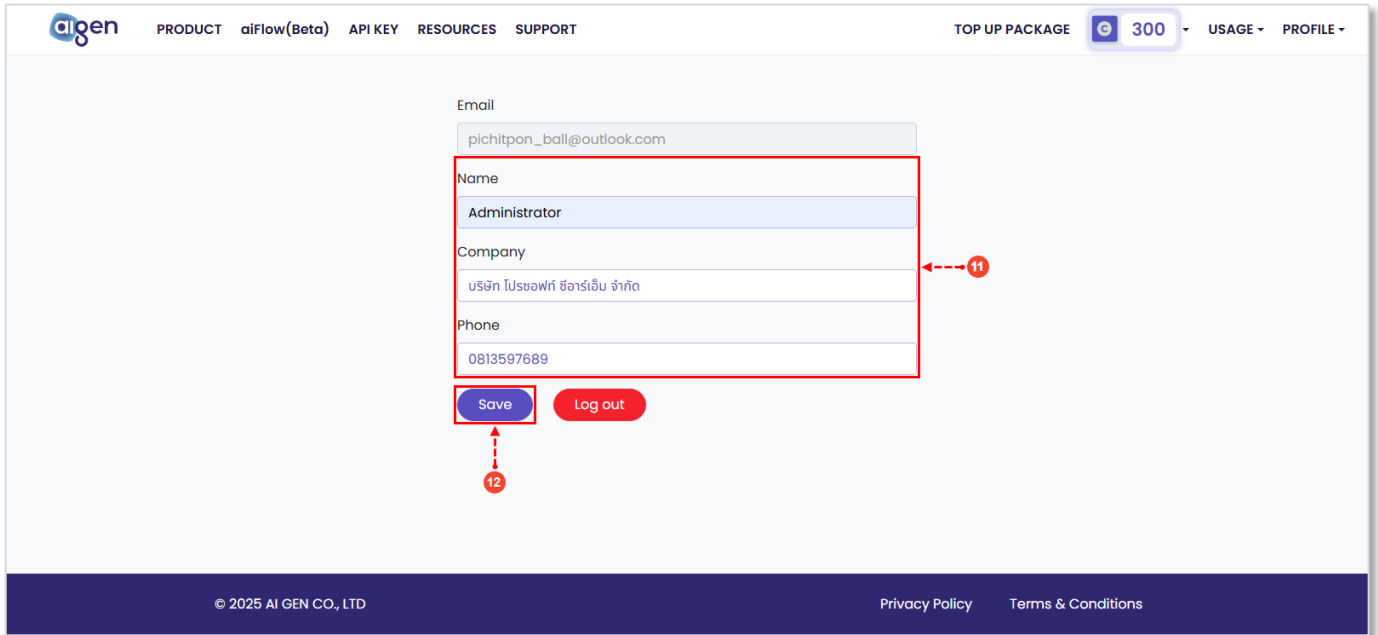 aigen PRODUCT aiFlow(Beta) API KEY RESOURCES SUPPORT TOP UP PACKAGE C 300 USAGE PROFILE
Email
pichitpon_ball@outlook.com
Name
Administrator
Company
บริษัท โปรซอฟท์ ซีอาร์เอ็ม จำกัด
11
Phone
0813597689
Save Log out
12
© 2025 AI GEN CO., LTD Privacy Policy Terms & Conditions